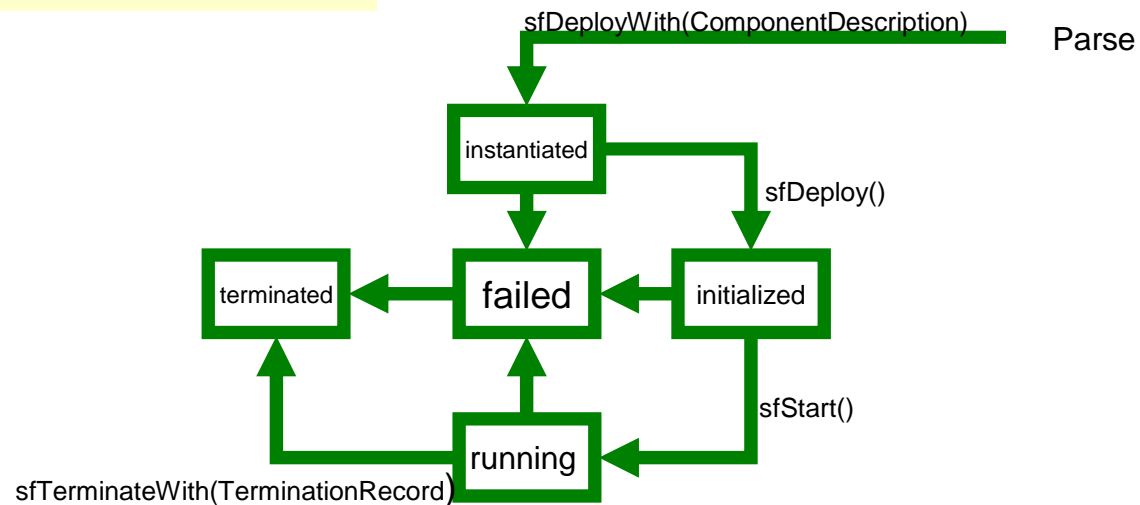 sfDeployWith(ComponentDescription)
Parse
instantiated
sfDeploy()
terminated
failed
initialized
sfStart()
running
sfTerminateWith(TerminationRecord)